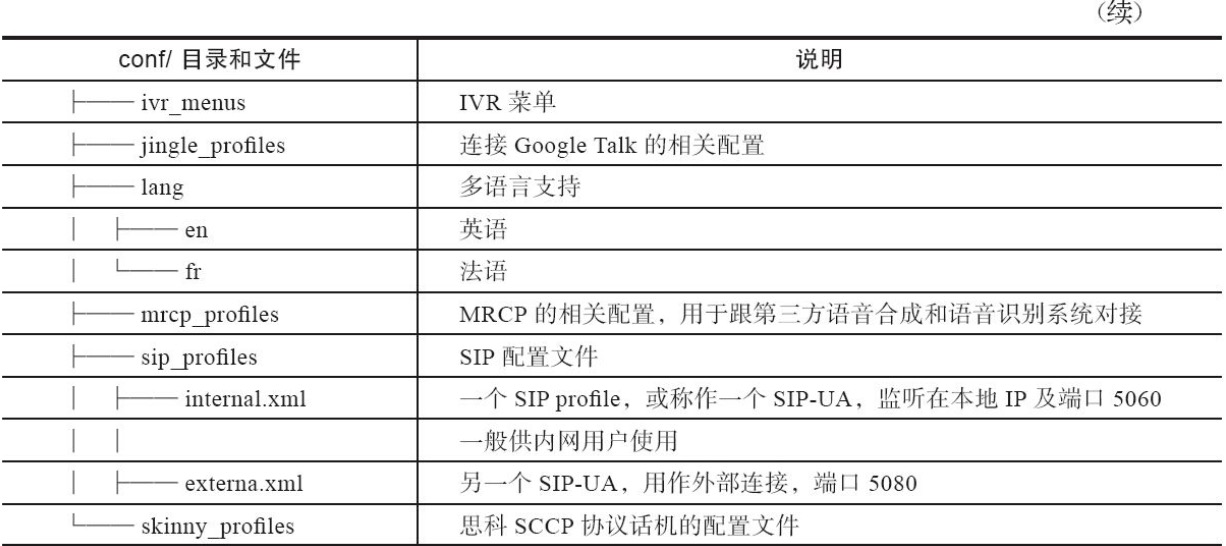 （续）
conf/ 目录和文件 说明
├── ivr_menus IVR 菜单
├── jingle_profiles 连接 Google Talk 的相关配置
├── lang 多语言支持
│ ├── en 英语
│ └── fr 法语
├── mrcp_profiles MRCP 的相关配置，用于跟第三方语音合成和语音识别系统对接
├── sip_profiles SIP 配置文件
│ ├── internal.xml 一个 SIP profile，或称作一个 SIP-UA，监听在本地 IP 及端口 5060
│ │ 一般供内网用户使用
│ ├── externa.xml 另一个 SIP-UA，用作外部连接，端口 5080
└── skinny_profiles 思科 SCCP 协议话机的配置文件